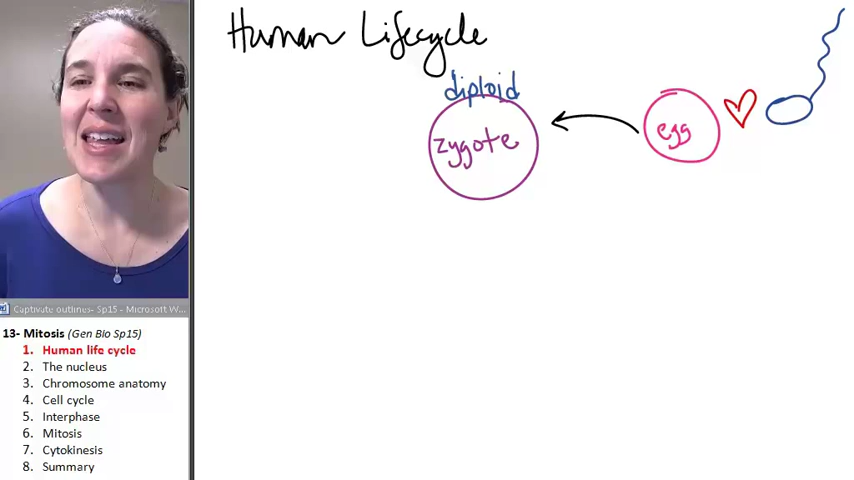 Human Lifecycle
diploid
zygote
egg
Captivate outlines- Sp15 - Microsoft W...
13- Mitosis (Gen Bio Sp15)
1. Human life cycle
2. The nucleus
3. Chromosome anatomy
4. Cell cycle
5. Interphase
6. Mitosis
7. Cytokinesis
8. Summary